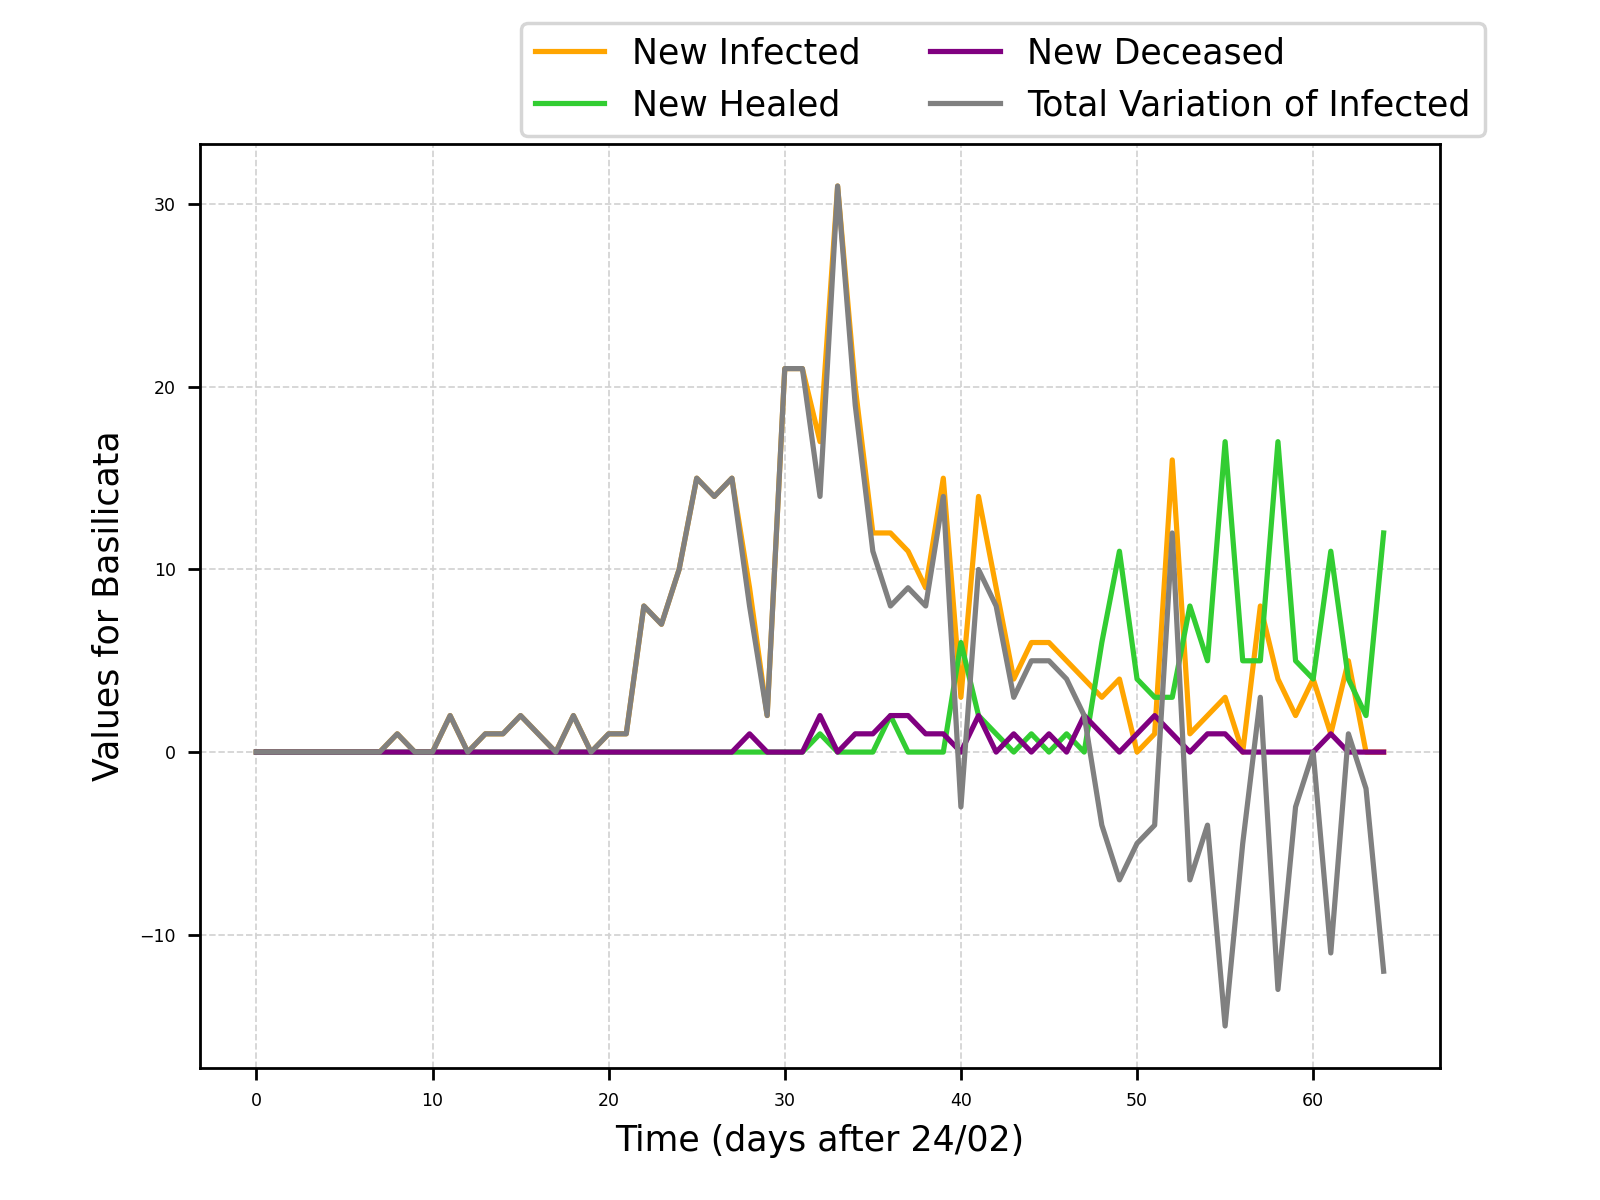 New Infected
New Healed
New Deceased
Total Variation of Infected
Values for Basilicata
30
20
10
0
−10
0 10 20 30 40 50 60
Time (days after 24/02)